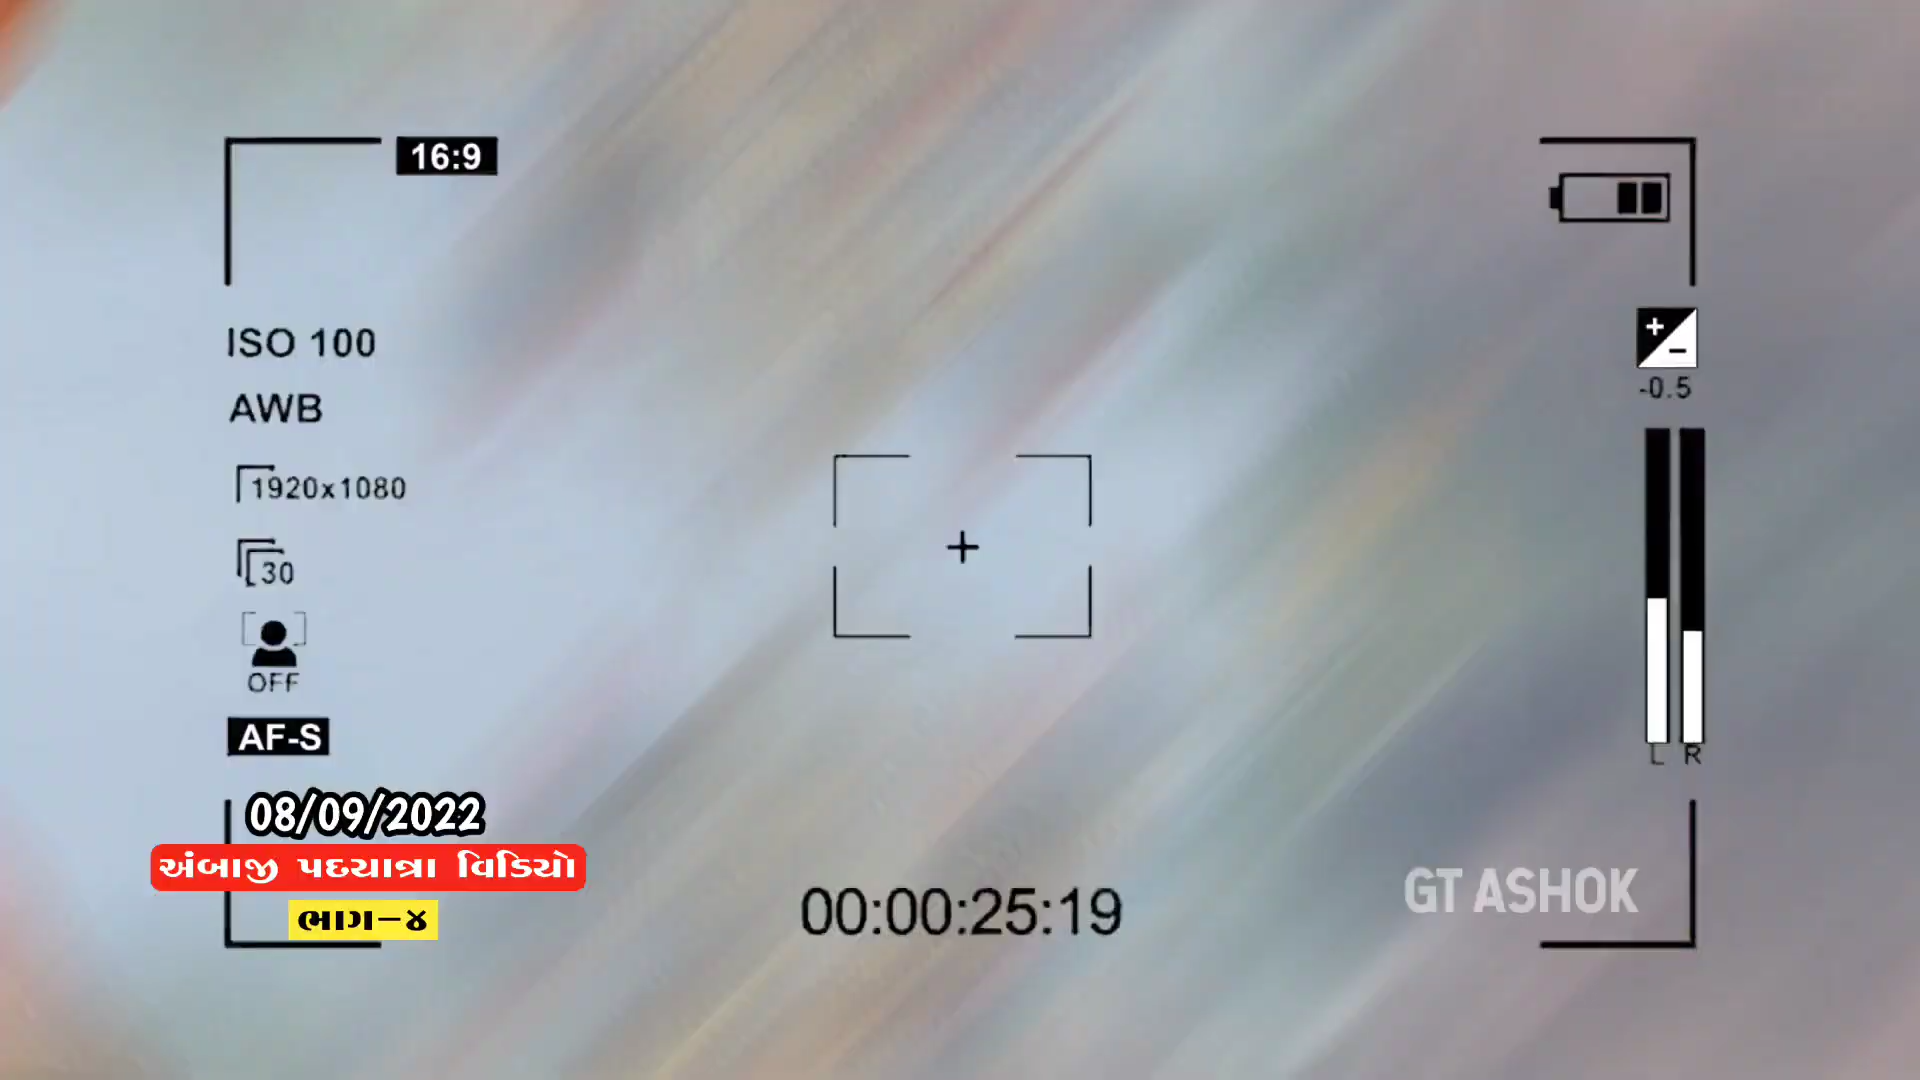 16:9
ISO 100
AWB
1920x1080
30
OFF
AF-S
-0.5
L R
08/09/2022
અંબાજી પદયાત્રા વિડિયો
ભાગ-૪
00:00:25:19
GT ASHOK